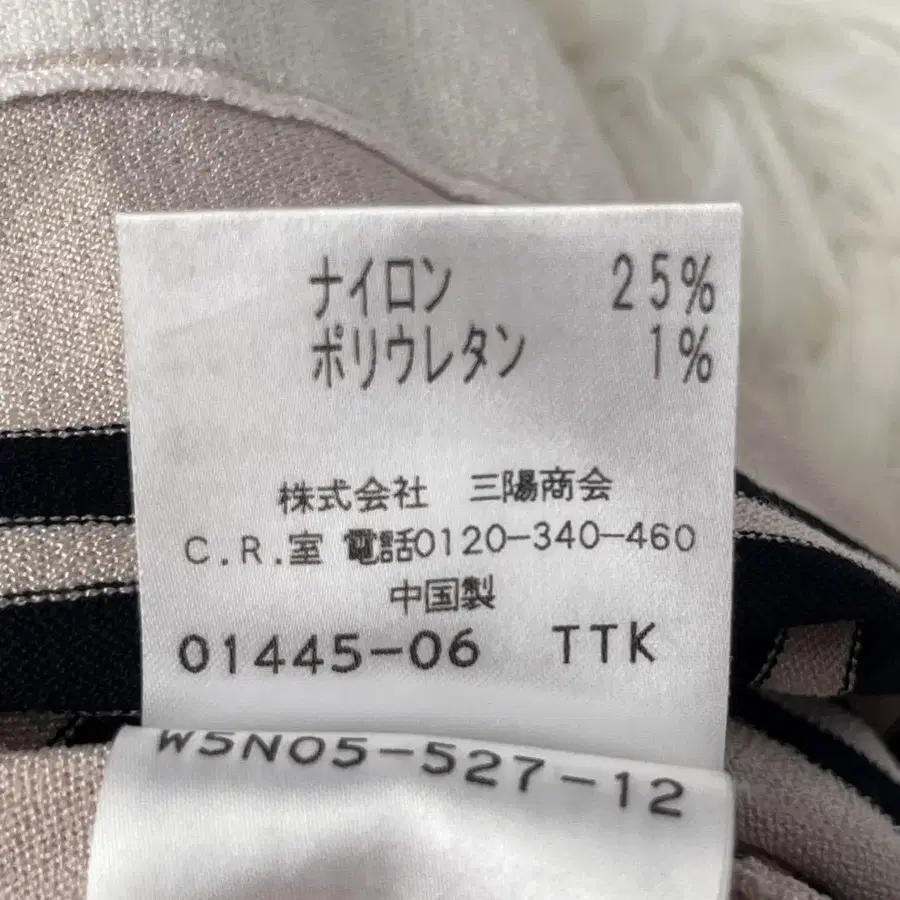 ナイロン 25%
ポリウレタン 1%
株式会社 三陽商会
C.R.室 電話0120-340-460
中国製
01445-06 TTK
W5N05-527-12